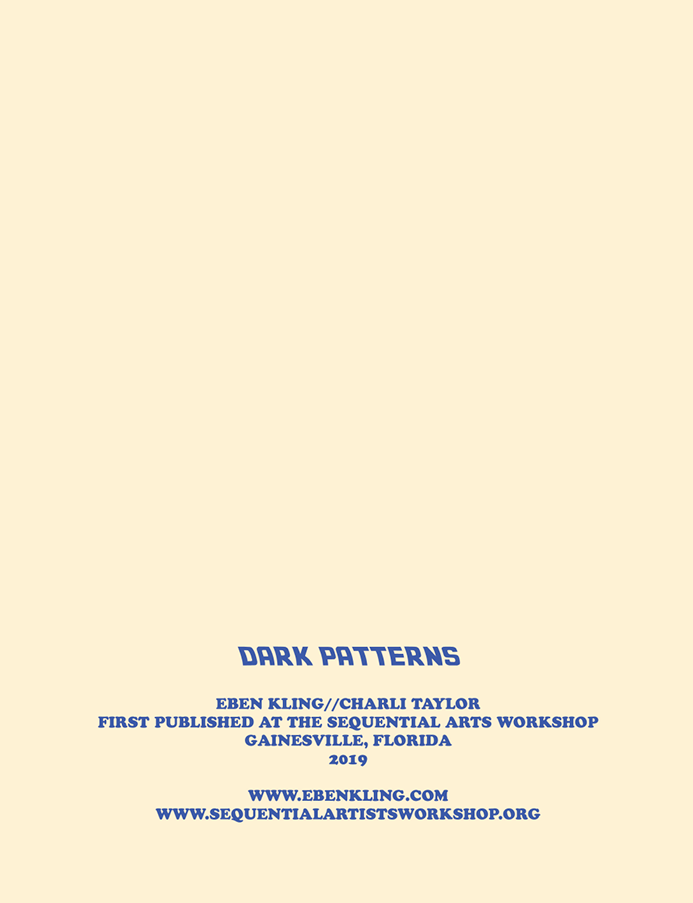 DARK PATTERNS
EBEN KLING//CHARLI TAYLOR
FIRST PUBLISHED AT THE SEQUENTIAL ARTS WORKSHOP
GAINESVILLE, FLORIDA
2019
WWW.EBENKLING.COM
WWW.SEQUENTIALARTISTSWORKSHOP.ORG